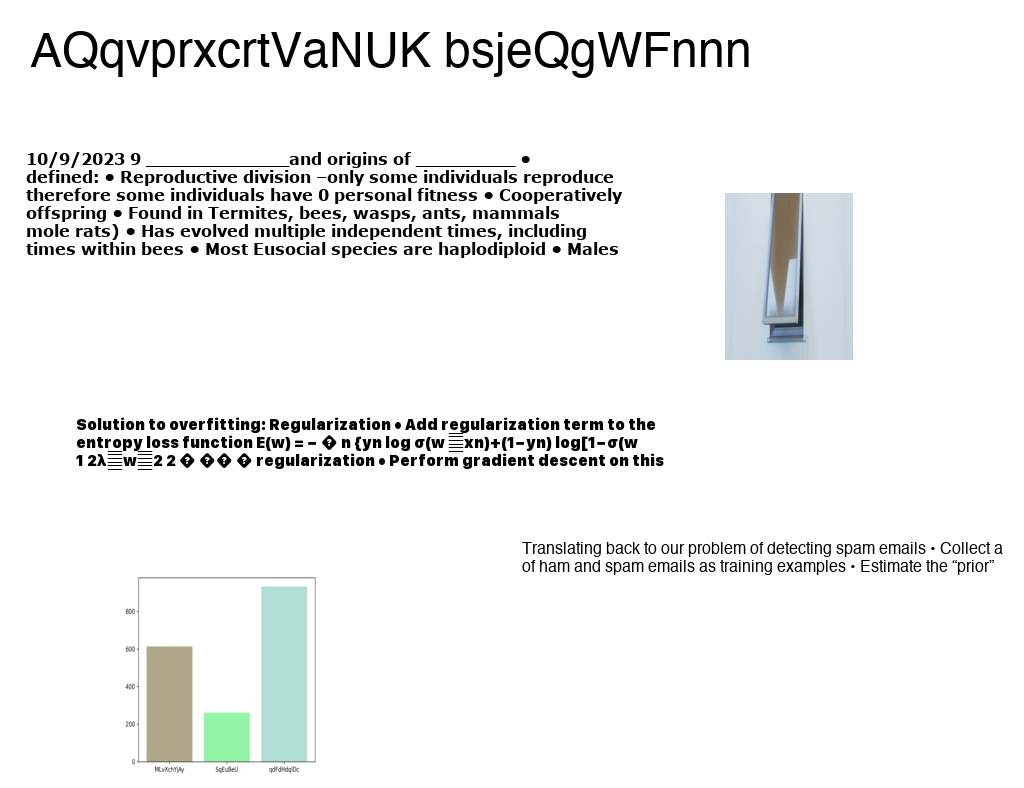 AQqvprxcrtVaNUK bsjeQgWFnnn
10/9/2023 9 ________________and origins of ___________ •
defined: • Reproductive division –only some individuals reproduce
therefore some individuals have 0 personal fitness • Cooperatively
offspring • Found in Termites, bees, wasps, ants, mammals
mole rats) • Has evolved multiple independent times, including
times within bees • Most Eusocial species are haplodiploid • Males
Solution to overfitting: Regularization • Add regularization term to the
entropy loss function E(w) = − � n {yn log σ(w xn)+(1−yn) log[1−σ(w
1 2λ w 2 2 � �� � regularization • Perform gradient descent on this
Translating back to our problem of detecting spam emails • Collect a
of ham and spam emails as training examples • Estimate the “prior”
800
600
400
200
0
MLvXchYjAy SqEuBeU qdFdHdqlDc